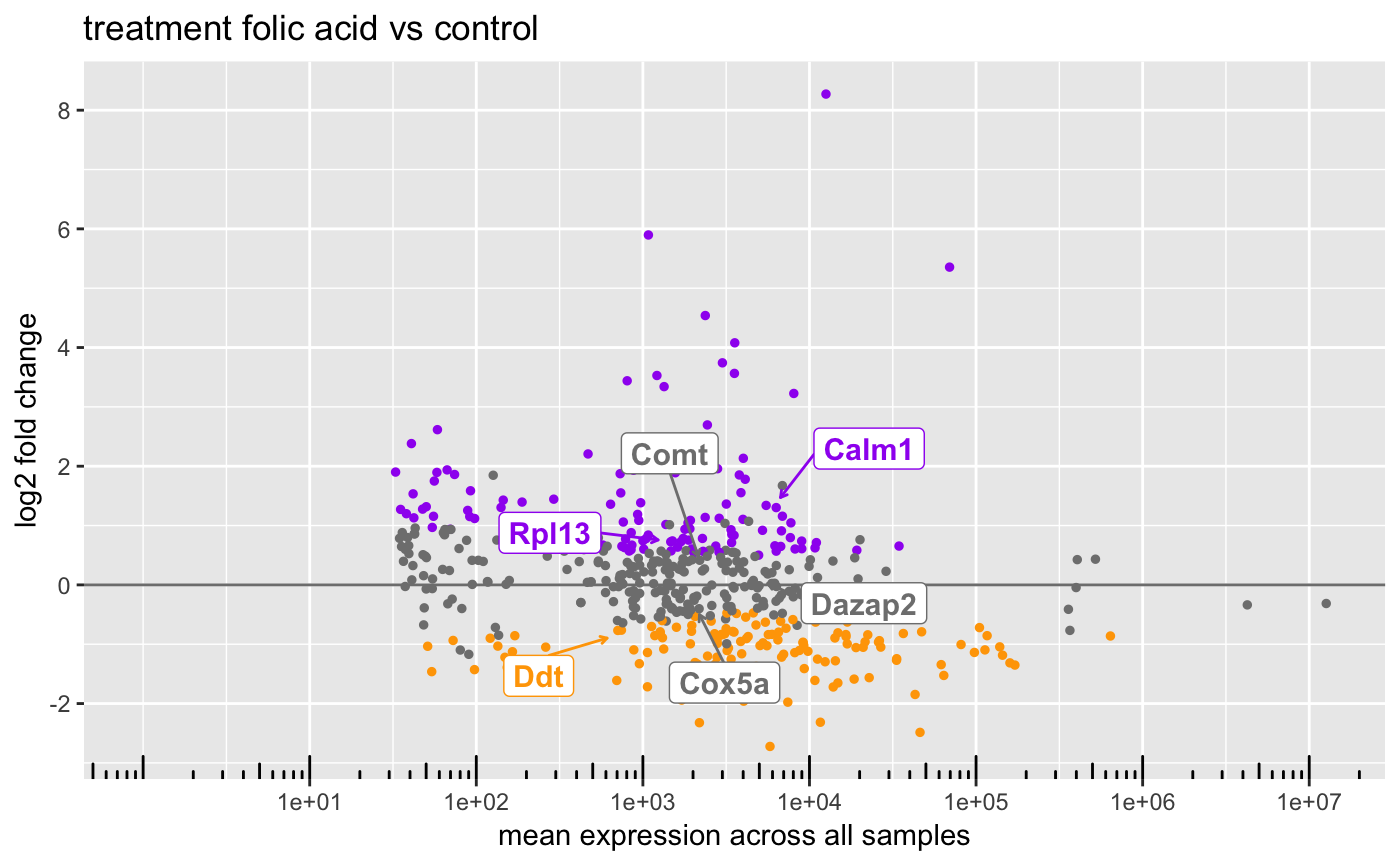 treatment folic acid vs control
log2 fold change
8
6
4
2
0
-2
Comt
Calm1
Rpl13
Dazap2
Ddt
Cox5a
1e+01 1e+02 1e+03 1e+04 1e+05 1e+06 1e+07
mean expression across all samples